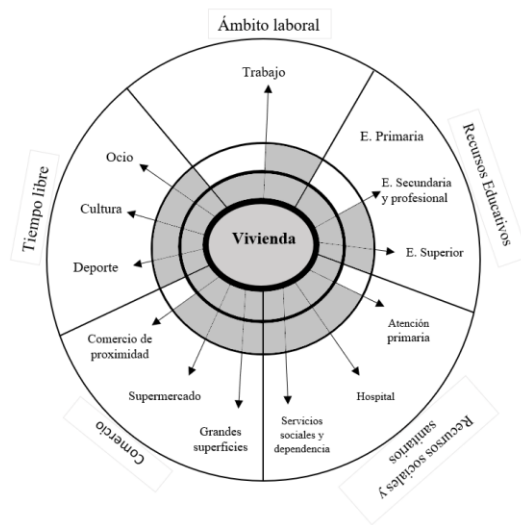 Ámbito laboral
Trabajo
Recursos Educativos
E. Primaria
E. Secundaria
y profesional
E. Superior
Recursos sociales y
sanitarios
Atención
primaria
Hospital
Servicios
sociales y
dependencia
Comercio
Grandes
superficies
Supermercado
Comercio de
proximidad
Tiempo libre
Deporte
Cultura
Ocio
Vivienda